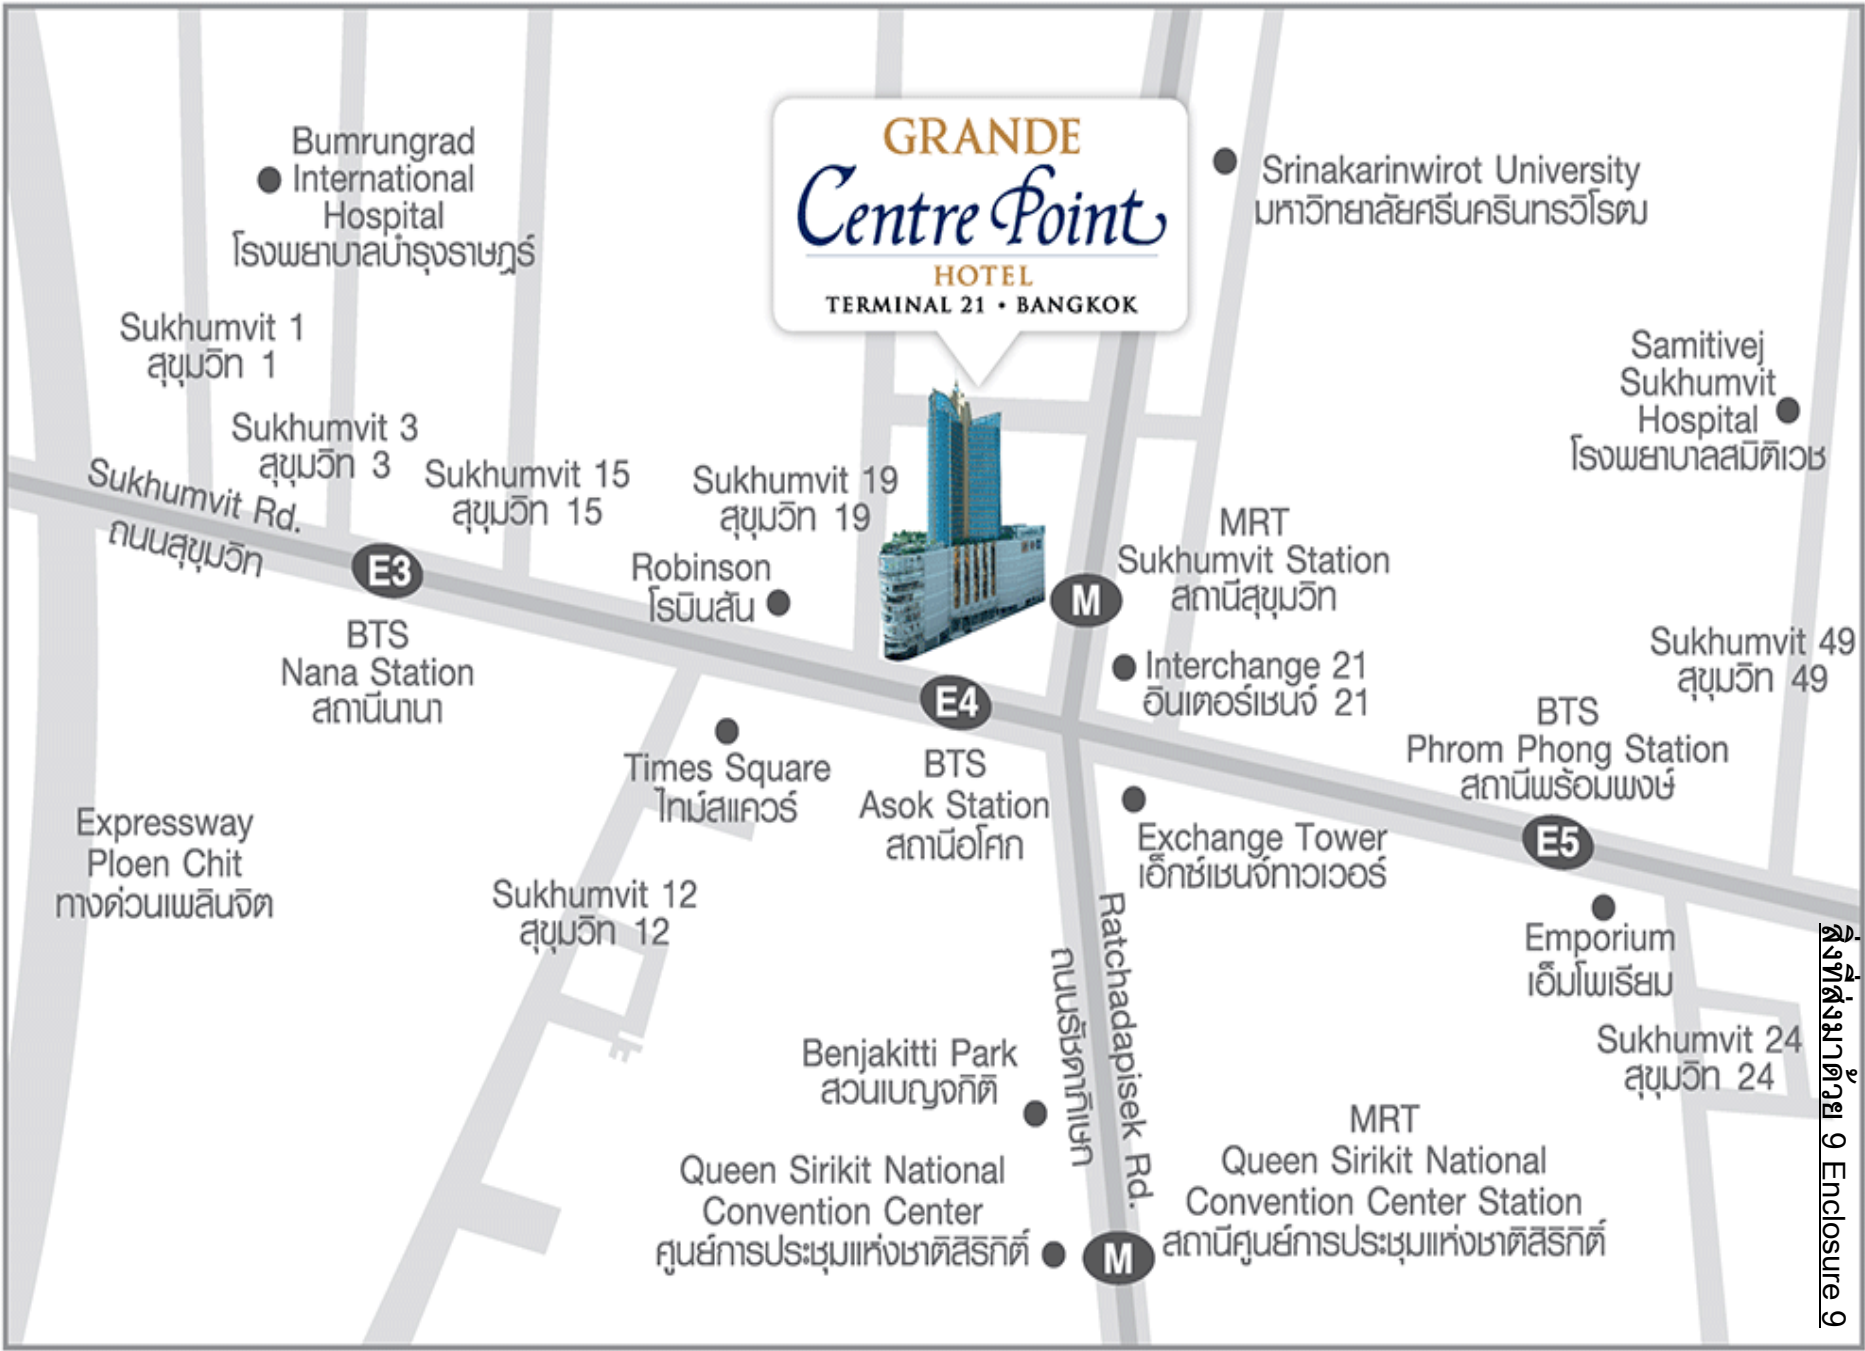 GRANDE
Centre Point
HOTEL
TERMINAL 21 • BANGKOK
Bumrungrad
International
Hospital
โรงพยาบาลบำรุงราษฎร์
Srinakarinwirot University
มหาวิทยาลัยศรีนครินทรวิโรฒ
Sukhumvit 1
สุขุมวิท 1
Sukhumvit 3
สุขุมวิท 3
Sukhumvit 15
สุขุมวิท 15
Sukhumvit 19
สุขุมวิท 19
Samitivej
Sukhumvit
Hospital
โรงพยาบาลสมิติเวช
Sukhumvit Rd.
ถนนสุขุมวิท
E3
BTS
Nana Station
สถานีนานา
Robinson
โรบินสัน
MRT
Sukhumvit Station
สถานีสุขุมวิท
M
Interchange 21
อินเตอร์เชนจ์ 21
Sukhumvit 49
สุขุมวิท 49
E4
BTS
Asok Station
สถานีอโศก
Times Square
ไทม์สแควร์
BTS
Phrom Phong Station
สถานีพร้อมพงษ์
E5
Exchange Tower
เอ็กซ์เชนจ์ทาวเวอร์
Expressway
Ploen Chit
ทางด่วนเพลินจิต
Sukhumvit 12
สุขุมวิท 12
Emporium
เอ็มโพเรียม
Ratchadapisek Rd.
ถนนรัชดาภิเษก
Sukhumvit 24
สุขุมวิท 24
Benjakitti Park
สวนเบญจกิติ
Queen Sirikit National
Convention Center
ศูนย์การประชุมแห่งชาติสิริกิติ์
M
MRT
Queen Sirikit National
Convention Center Station
สถานีศูนย์การประชุมแห่งชาติสิริกิติ์
สิ่งที่ส่งมาด้วย 9 Enclosure 9